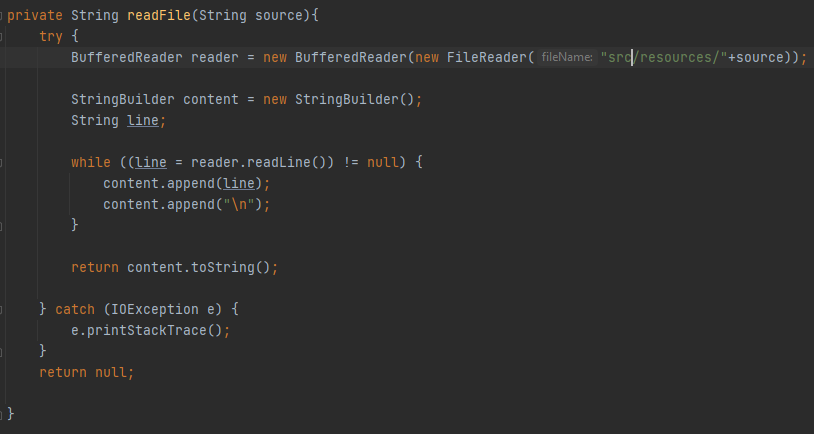 private String readFile(String source){
try {
BufferedReader reader = new BufferedReader(new FileReader( fileName: "src/resources/"+source));
StringBuilder content = new StringBuilder();
String line;
while ((line = reader.readLine()) != null) {
content.append(line);
content.append("\n");
}
return content.toString();
} catch (IOException e) {
e.printStackTrace();
}
return null;
}